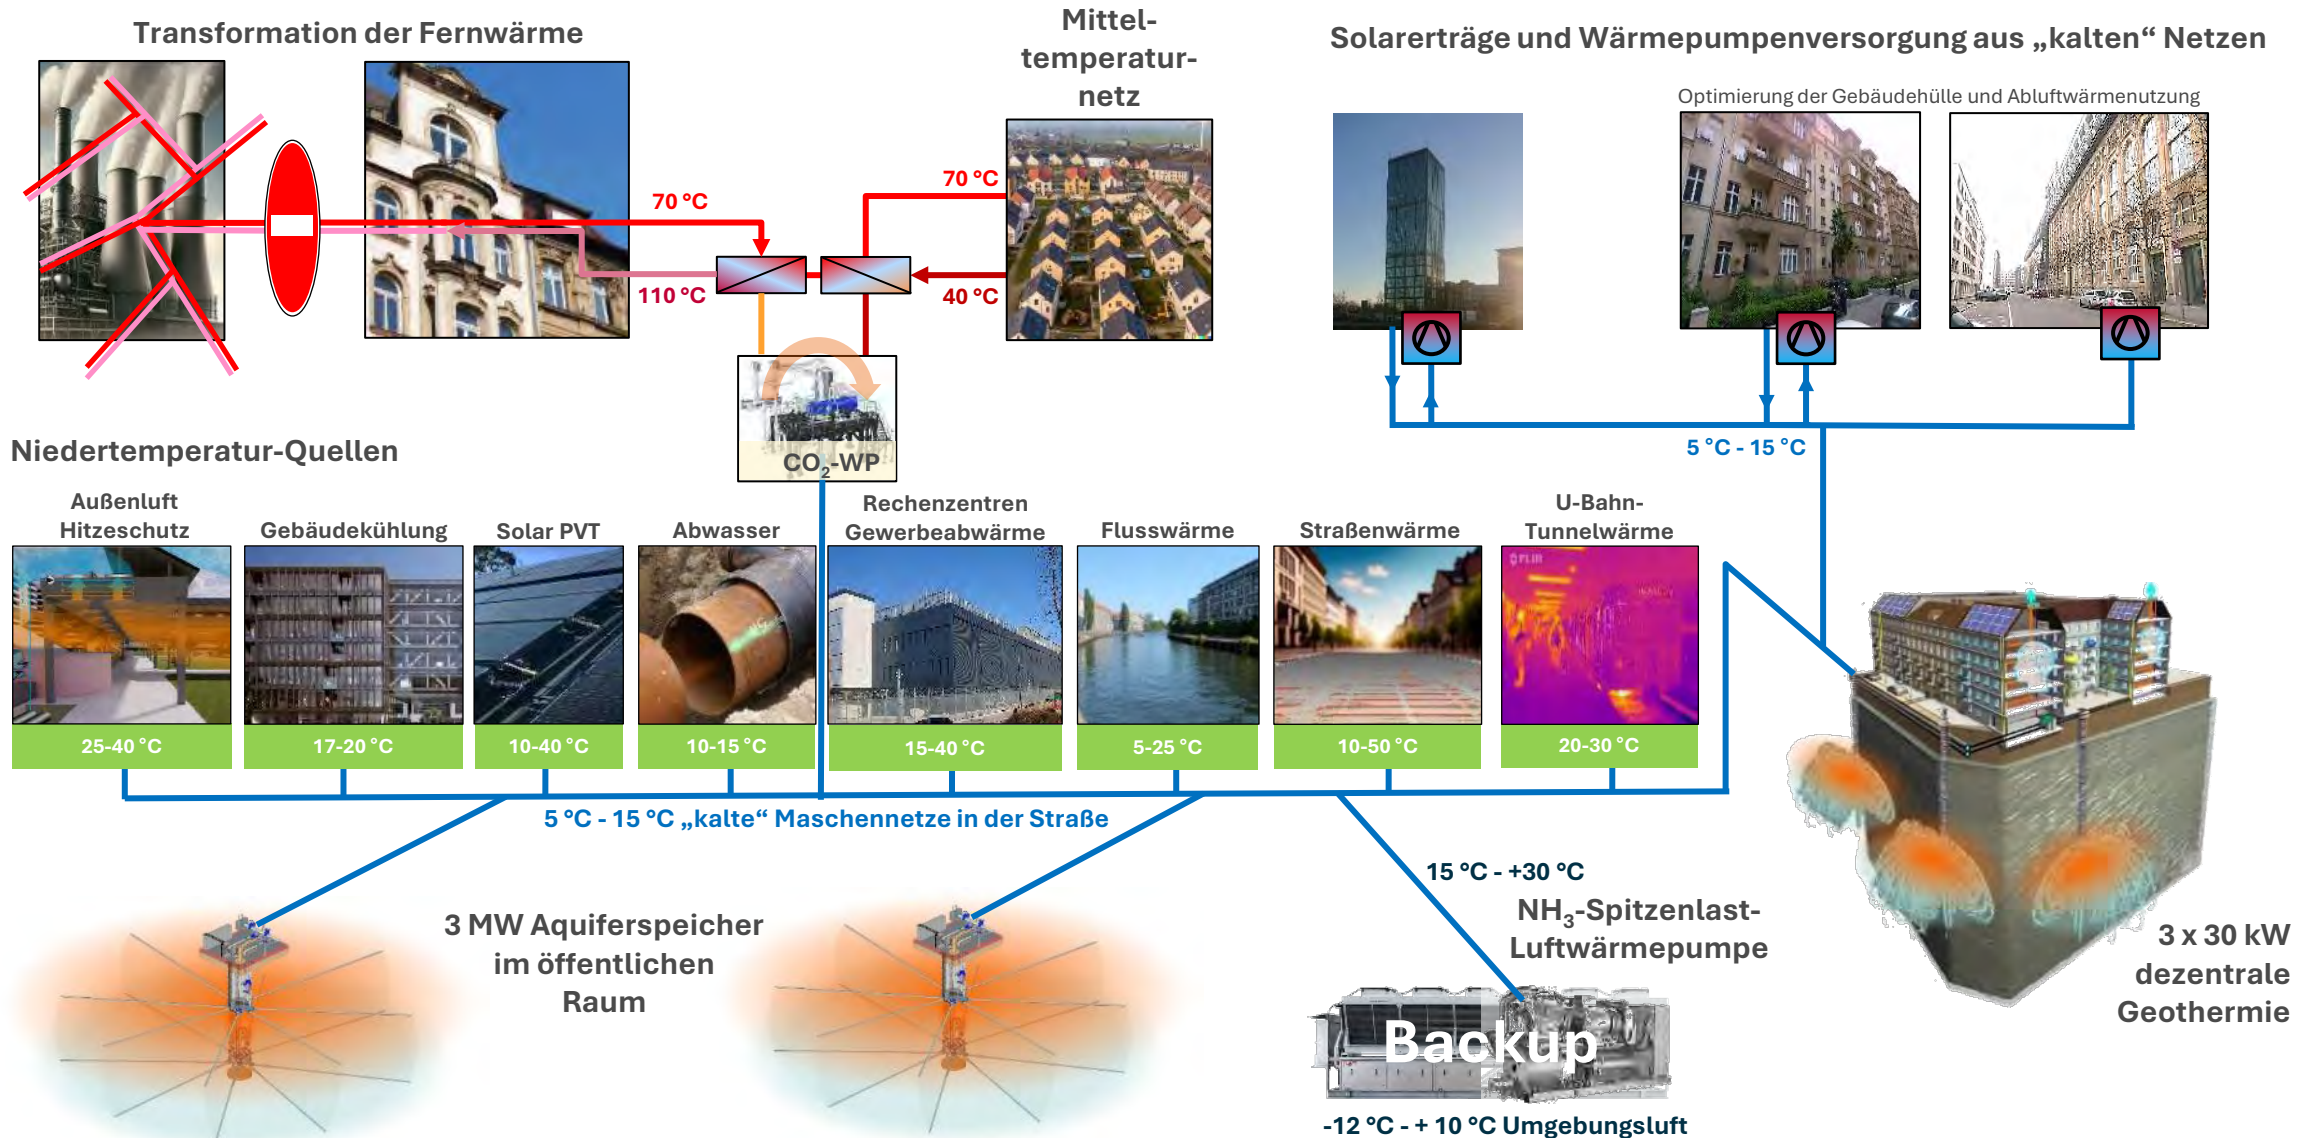 Transformation der Fernwärme
Mittel-
temperatur-
netz
Solarerträge und Wärmepumpenversorgung aus „kalten“ Netzen
Optimierung der Gebäudehülle und Abluftwärmenutzung
70 °C
110 °C
70 °C
40 °C
CO₂-WP
5 °C - 15 °C
Niedertemperatur-Quellen
Außenluft
Hitzeschutz
Gebäudekühlung
Solar PVT
Abwasser
Rechenzentren
Gewerbeabwärme
Flusswärme
Straßenwärme
U-Bahn-
Tunnelwärme
FLIR
25-40 °C
17-20 °C
10-40 °C
10-15 °C
15-40 °C
5-25 °C
10-50 °C
20-30 °C
5 °C - 15 °C „kalte“ Maschennetze in der Straße
3 MW Aquiferspeicher
im öffentlichen
Raum
15 °C - +30 °C
NH₃-Spitzenlast-
Luftwärmepumpe
Backup
-12 °C - + 10 °C Umgebungsluft
3 x 30 kW
dezentrale
Geothermie